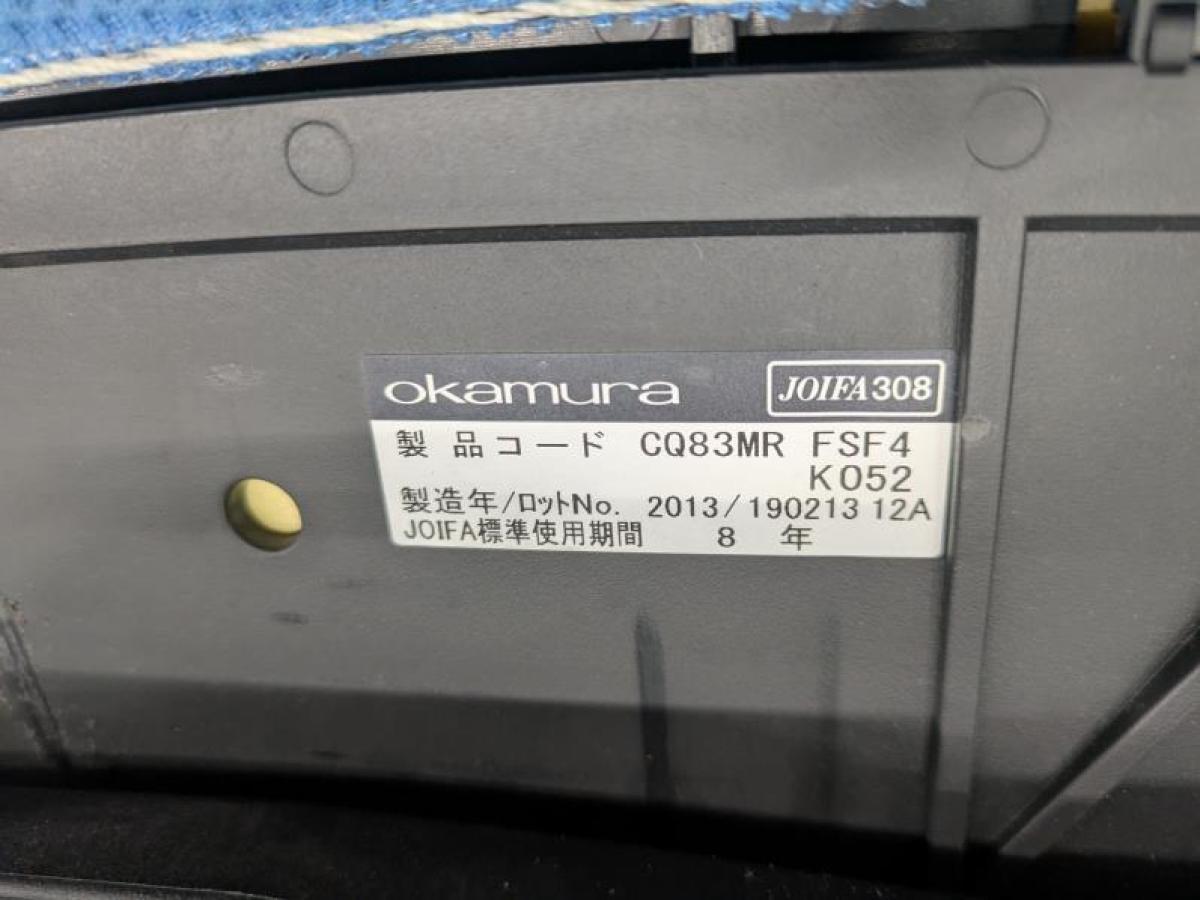 okamura JOIFA308
製品コード CQ83MR FSF4
K052
製造年/ロットNo. 2013/190213 12A
JOIFA標準使用期間 8 年